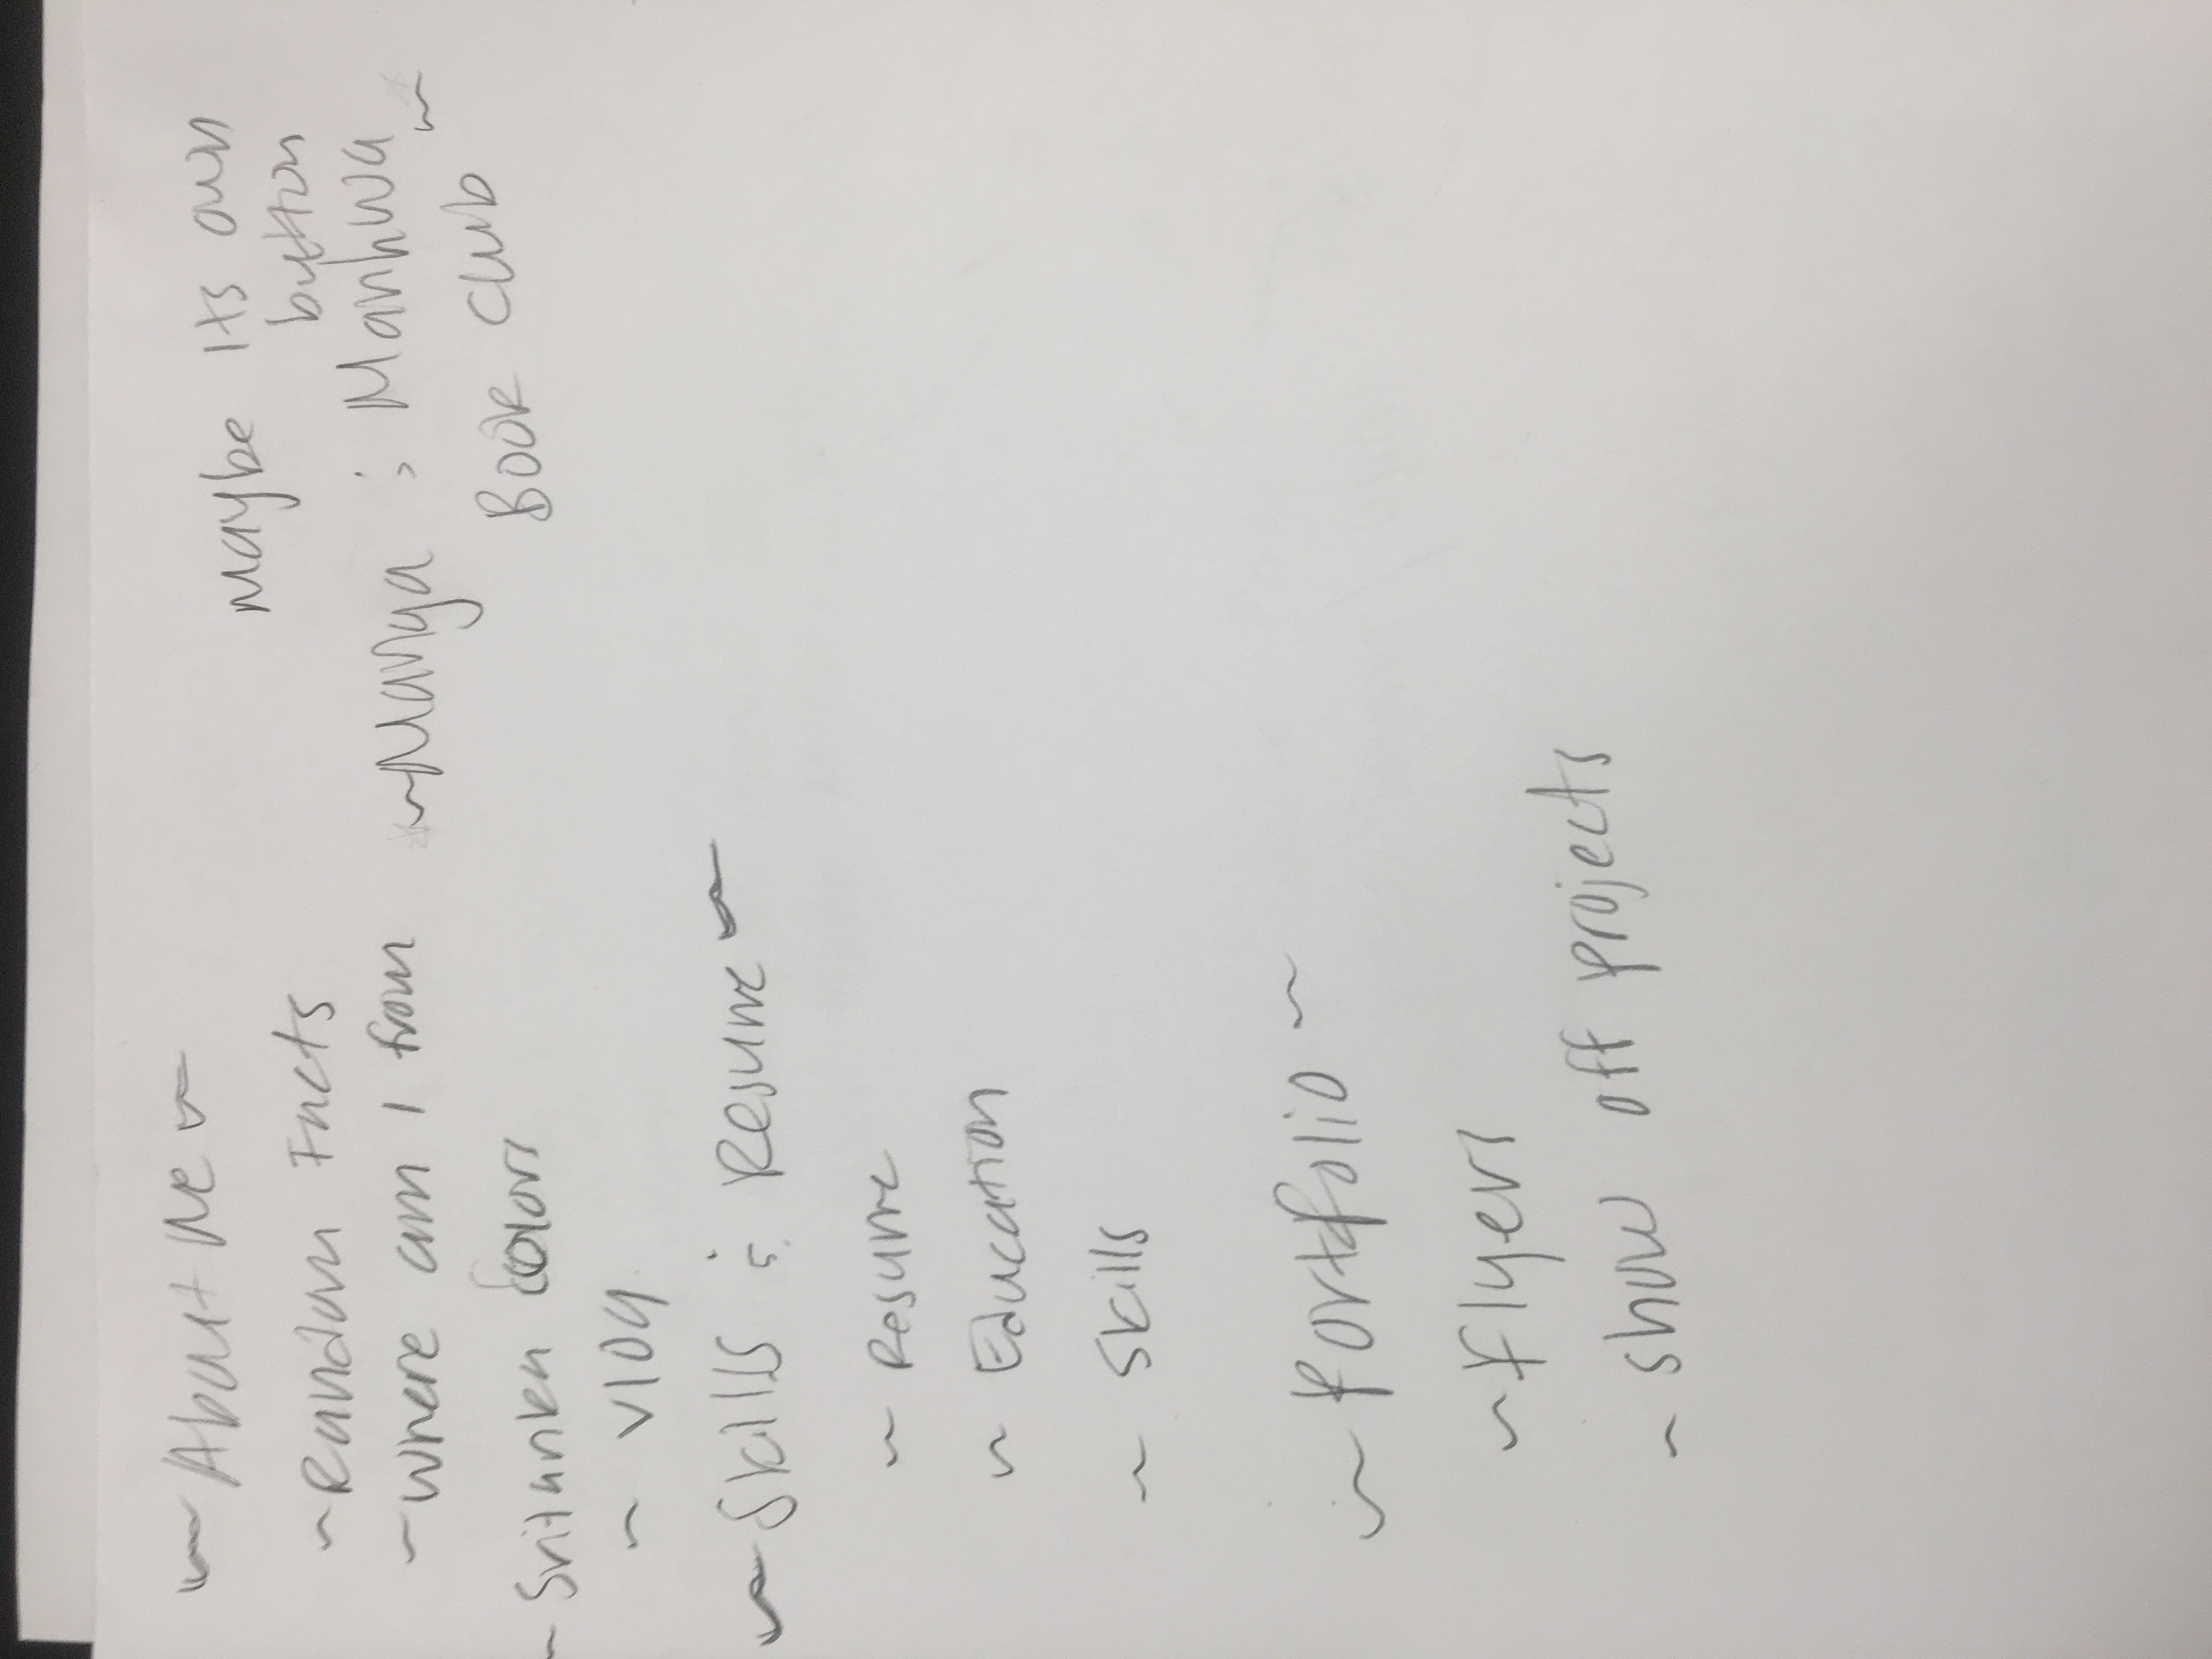 ~ About Me ~
~ Random Facts
~ Where am I from
~ SriLanka Colors
~ Vlog
Maybe Its own
button
~ Manga & Manhwa
Book Club ~
~ Skills & Resume ~
~ Resume
~ Education
~ Skills
~ Portfolio ~
~ Flyers
~ show off projects